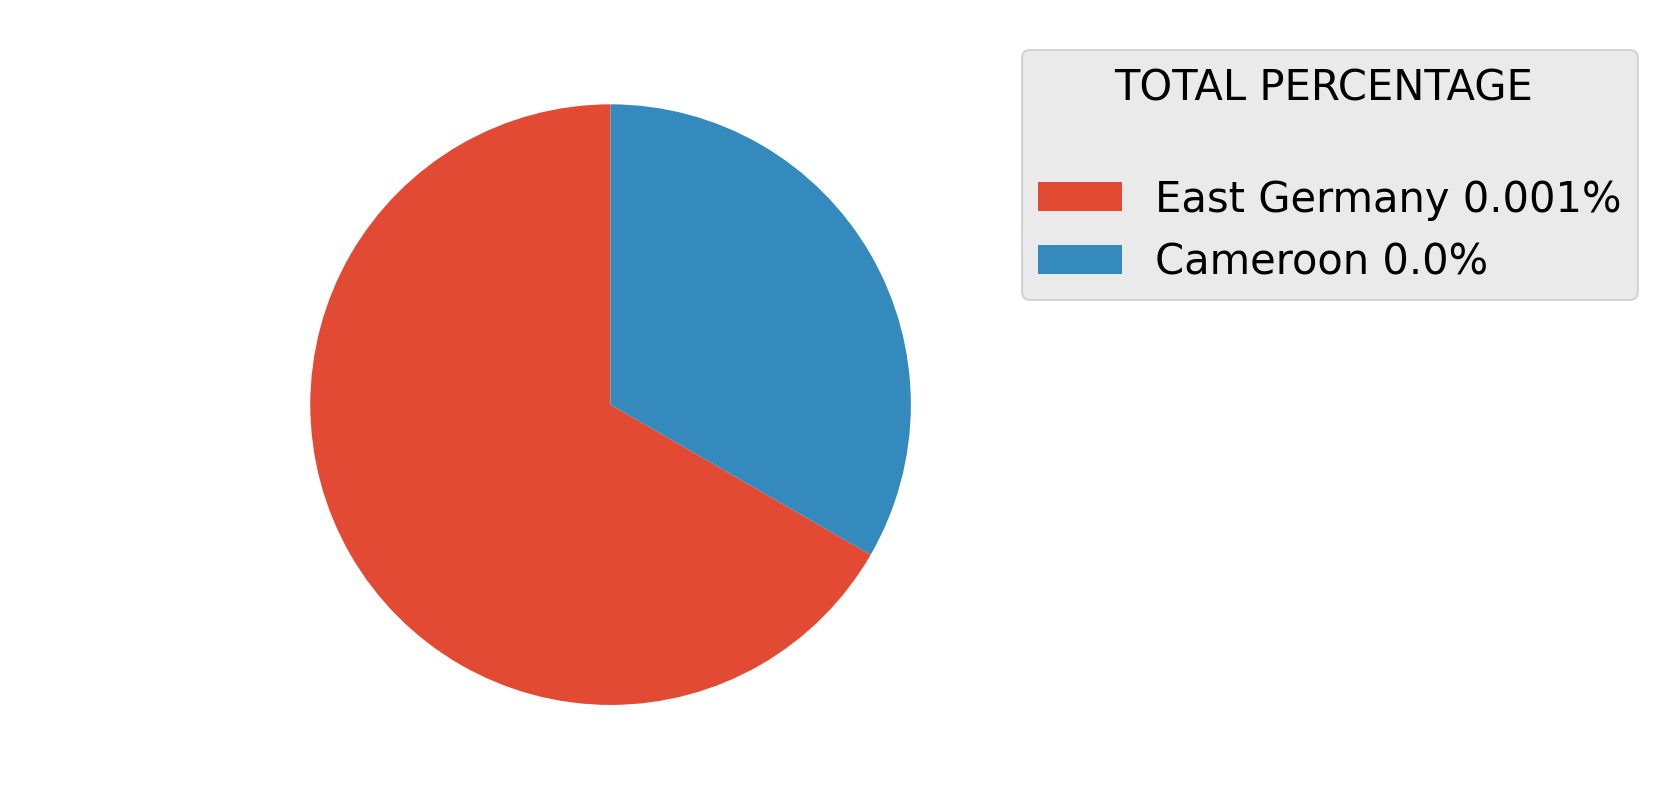 TOTAL PERCENTAGE
East Germany 0.001%
Cameroon 0.0%